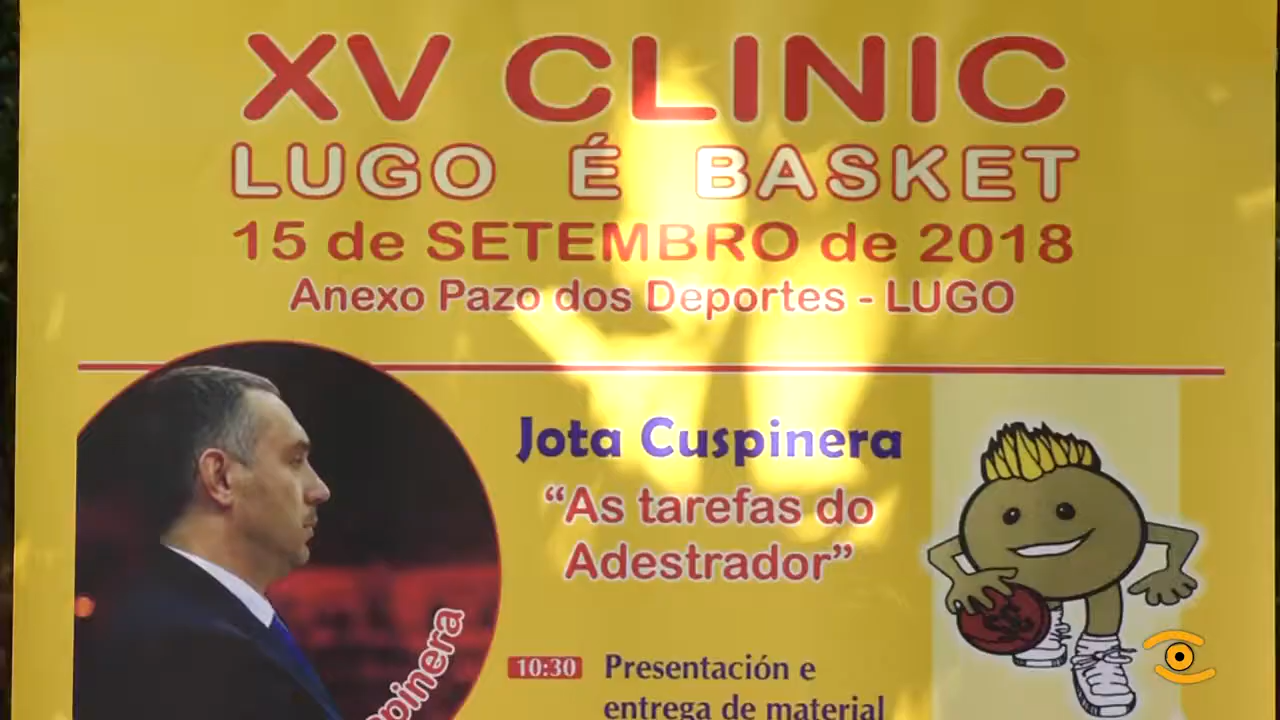 XV CLINIC
LUGO É BASKET
15 de SETEMBRO de 2018
Anexo Pazo dos Deportes - LUGO
Jota Cuspinera
“As tarefas do
Adestrador”
10:30 Presentación e
entrega de material